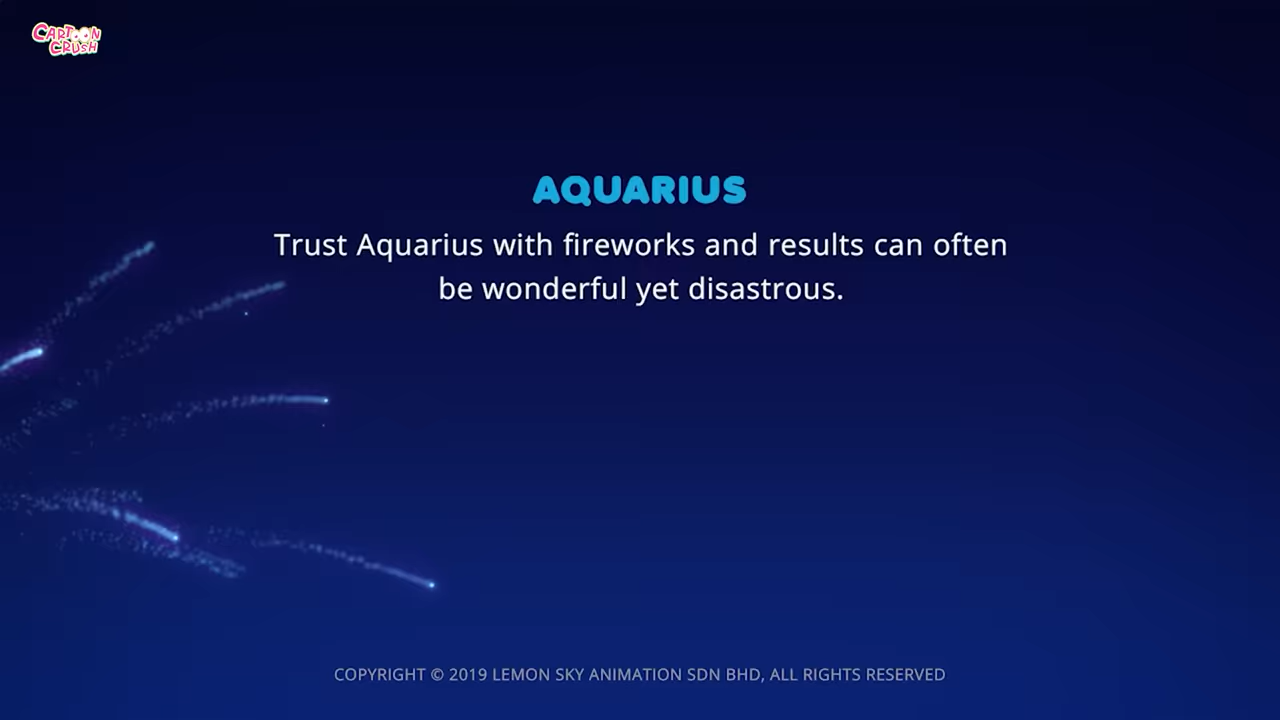 CARTOON
CRUSH
AQUARIUS
Trust Aquarius with fireworks and results can often
be wonderful yet disastrous.
COPYRIGHT © 2019 LEMON SKY ANIMATION SDN BHD, ALL RIGHTS RESERVED